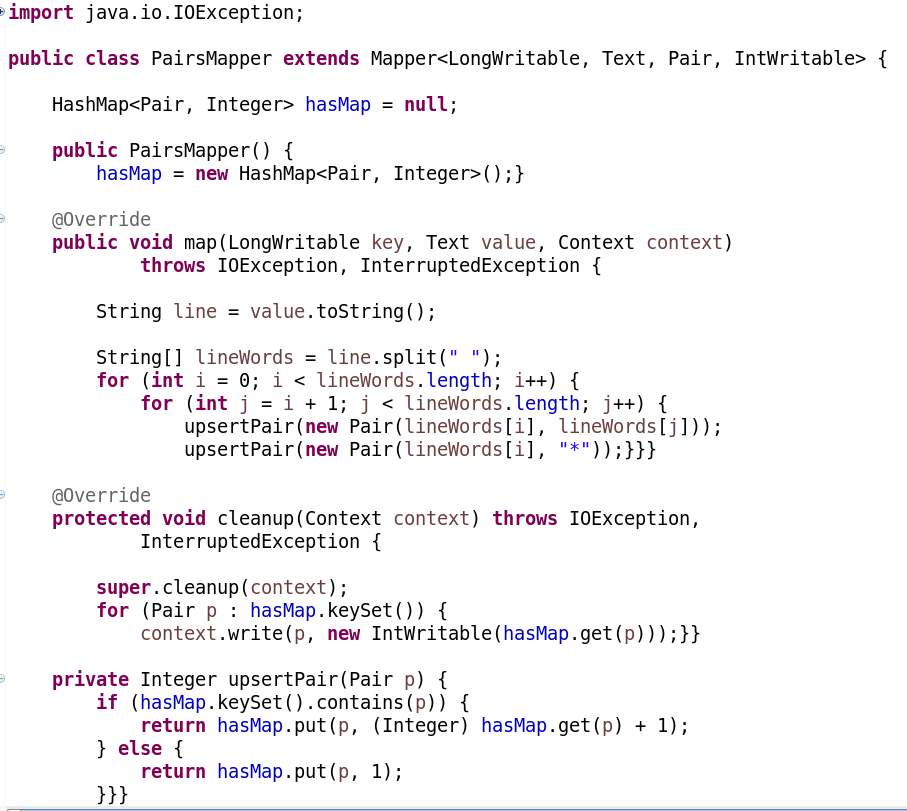 import java.io.IOException;
public class PairsMapper extends Mapper<LongWritable, Text, Pair, IntWritable> {
    HashMap<Pair, Integer> hasMap = null;
    public PairsMapper() {
        hasMap = new HashMap<Pair, Integer>();}
    @Override
    public void map(LongWritable key, Text value, Context context)
            throws IOException, InterruptedException {
        String line = value.toString();
        String[] lineWords = line.split(" ");
        for (int i = 0; i < lineWords.length; i++) {
            for (int j = i + 1; j < lineWords.length; j++) {
                upsertPair(new Pair(lineWords[i], lineWords[j]));
                upsertPair(new Pair(lineWords[i], "*"));}}}
    @Override
    protected void cleanup(Context context) throws IOException,
            InterruptedException {
        super.cleanup(context);
        for (Pair p : hasMap.keySet()) {
            context.write(p, new IntWritable(hasMap.get(p)));}}
    private Integer upsertPair(Pair p) {
        if (hasMap.keySet().contains(p)) {
            return hasMap.put(p, (Integer) hasMap.get(p) + 1);
        } else {
            return hasMap.put(p, 1);
        }}}